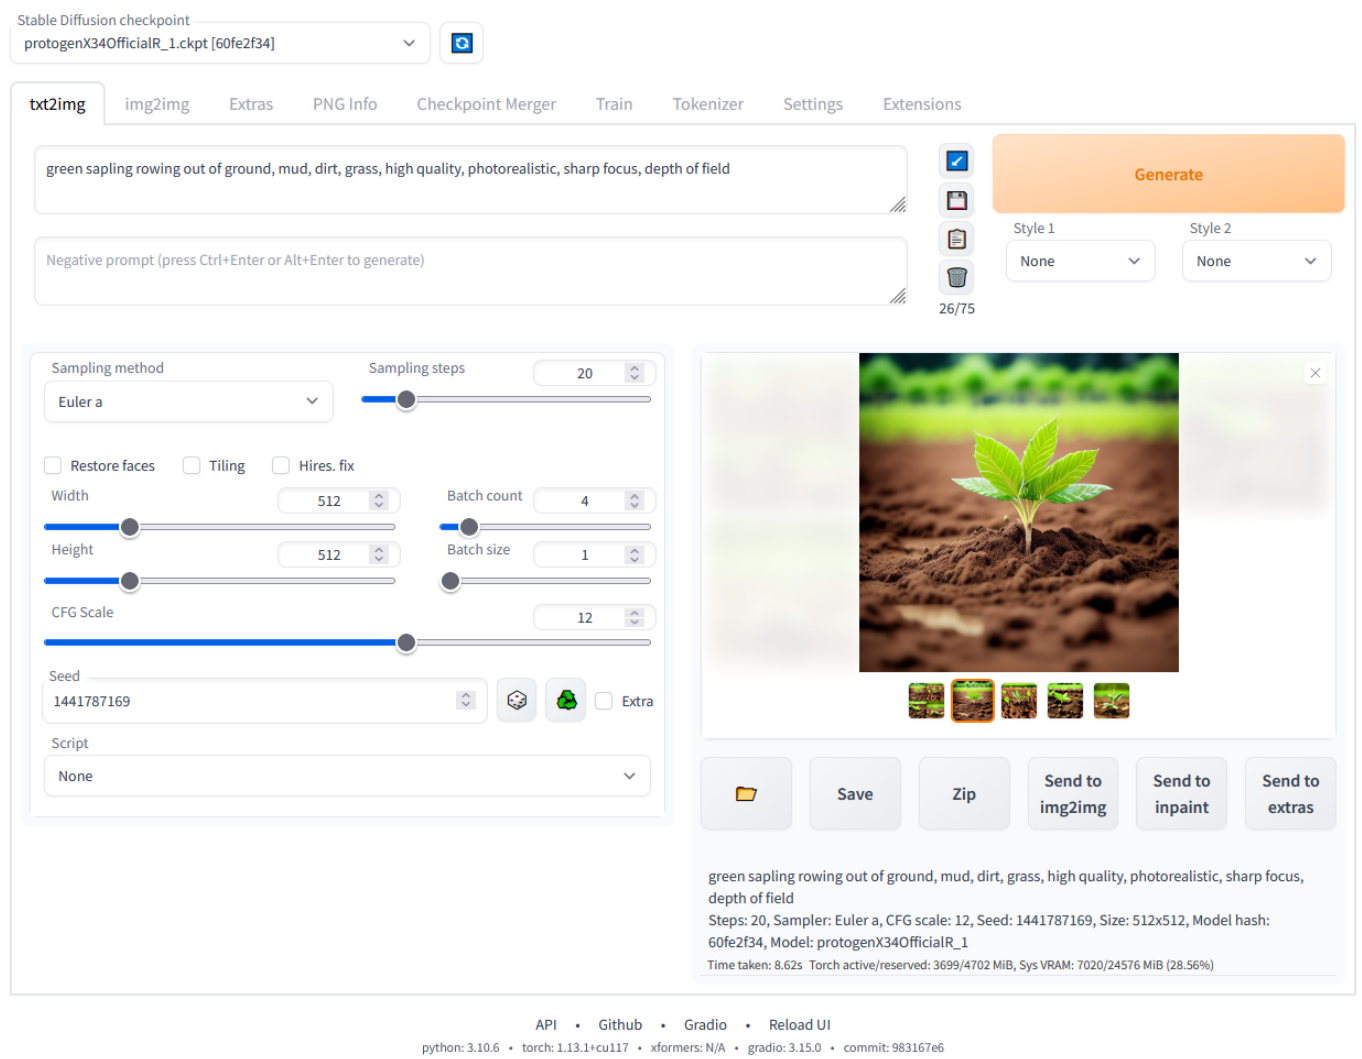 Stable Diffusion checkpoint
protogenX34OfficialR_1.ckpt [60fe2f34]
txt2img
img2img
Extras
PNG Info
Checkpoint Merger
Train
Tokenizer
Settings
Extensions
green sapling rowing out of ground, mud, dirt, grass, high quality, photorealistic, sharp focus, depth of field
Negative prompt (press Ctrl+Enter or Alt+Enter to generate)
26/75
Generate
Style 1
None
Style 2
None
Sampling method
Euler a
Sampling steps
20
Restore faces
Tiling
Hires. fix
Width
512
Batch count
4
Height
512
Batch size
1
CFG Scale
12
Seed
1441787169
Extra
Script
None
Save
Zip
Send to
img2img
Send to
inpaint
Send to
extras
green sapling rowing out of ground, mud, dirt, grass, high quality, photorealistic, sharp focus,
depth of field
Steps: 20, Sampler: Euler a, CFG scale: 12, Seed: 1441787169, Size: 512x512, Model hash:
60fe2f34, Model: protogenX34OfficialR_1
Time taken: 8.62s Torch active/reserved: 3699/4702 MiB, Sys VRAM: 7020/24576 MiB (28.56%)
API • Github • Gradio • Reload UI
python: 3.10.6 • torch: 1.13.1+cu117 • xformers: N/A • gradio: 3.15.0 • commit: 983167e6